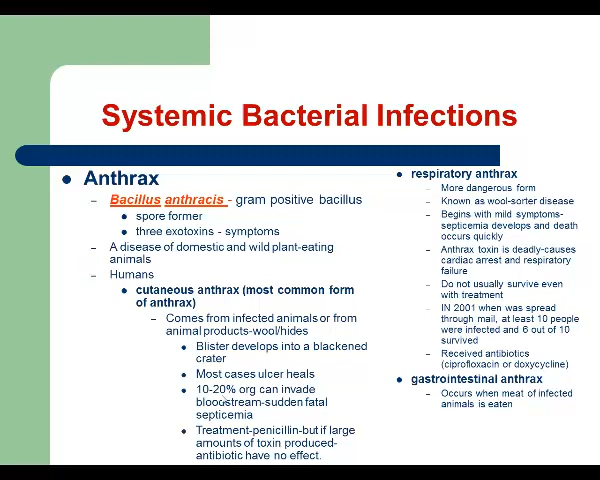 Systemic Bacterial Infections
Anthrax
– Bacillus anthracis - gram positive bacillus
spore former
three exotoxins - symptoms
– A disease of domestic and wild plant-eating
animals
– Humans
cutaneous anthrax (most common form
of anthrax)
– Comes from infected animals or from
animal products-wool/hides
Blister develops into a blackened
crater
Most cases ulcer heals
10-20% org can invade
bloodstream-sudden fatal
septicemia
Treatment-penicillin-but if large
amounts of toxin produced-
antibiotic have no effect.
respiratory anthrax
– More dangerous form
– Known as wool-sorter disease
– Begins with mild symptoms-
septicemia develops and death
occurs quickly
– Anthrax toxin is deadly-causes
cardiac arrest and respiratory
failure
– Do not usually survive even
with treatment
– IN 2001 when was spread
through mail, at least 10 people
were infected and 6 out of 10
survived
– Received antibiotics
(ciprofloxacin or doxycycline)
gastrointestinal anthrax
– Occurs when meat of infected
animals is eaten